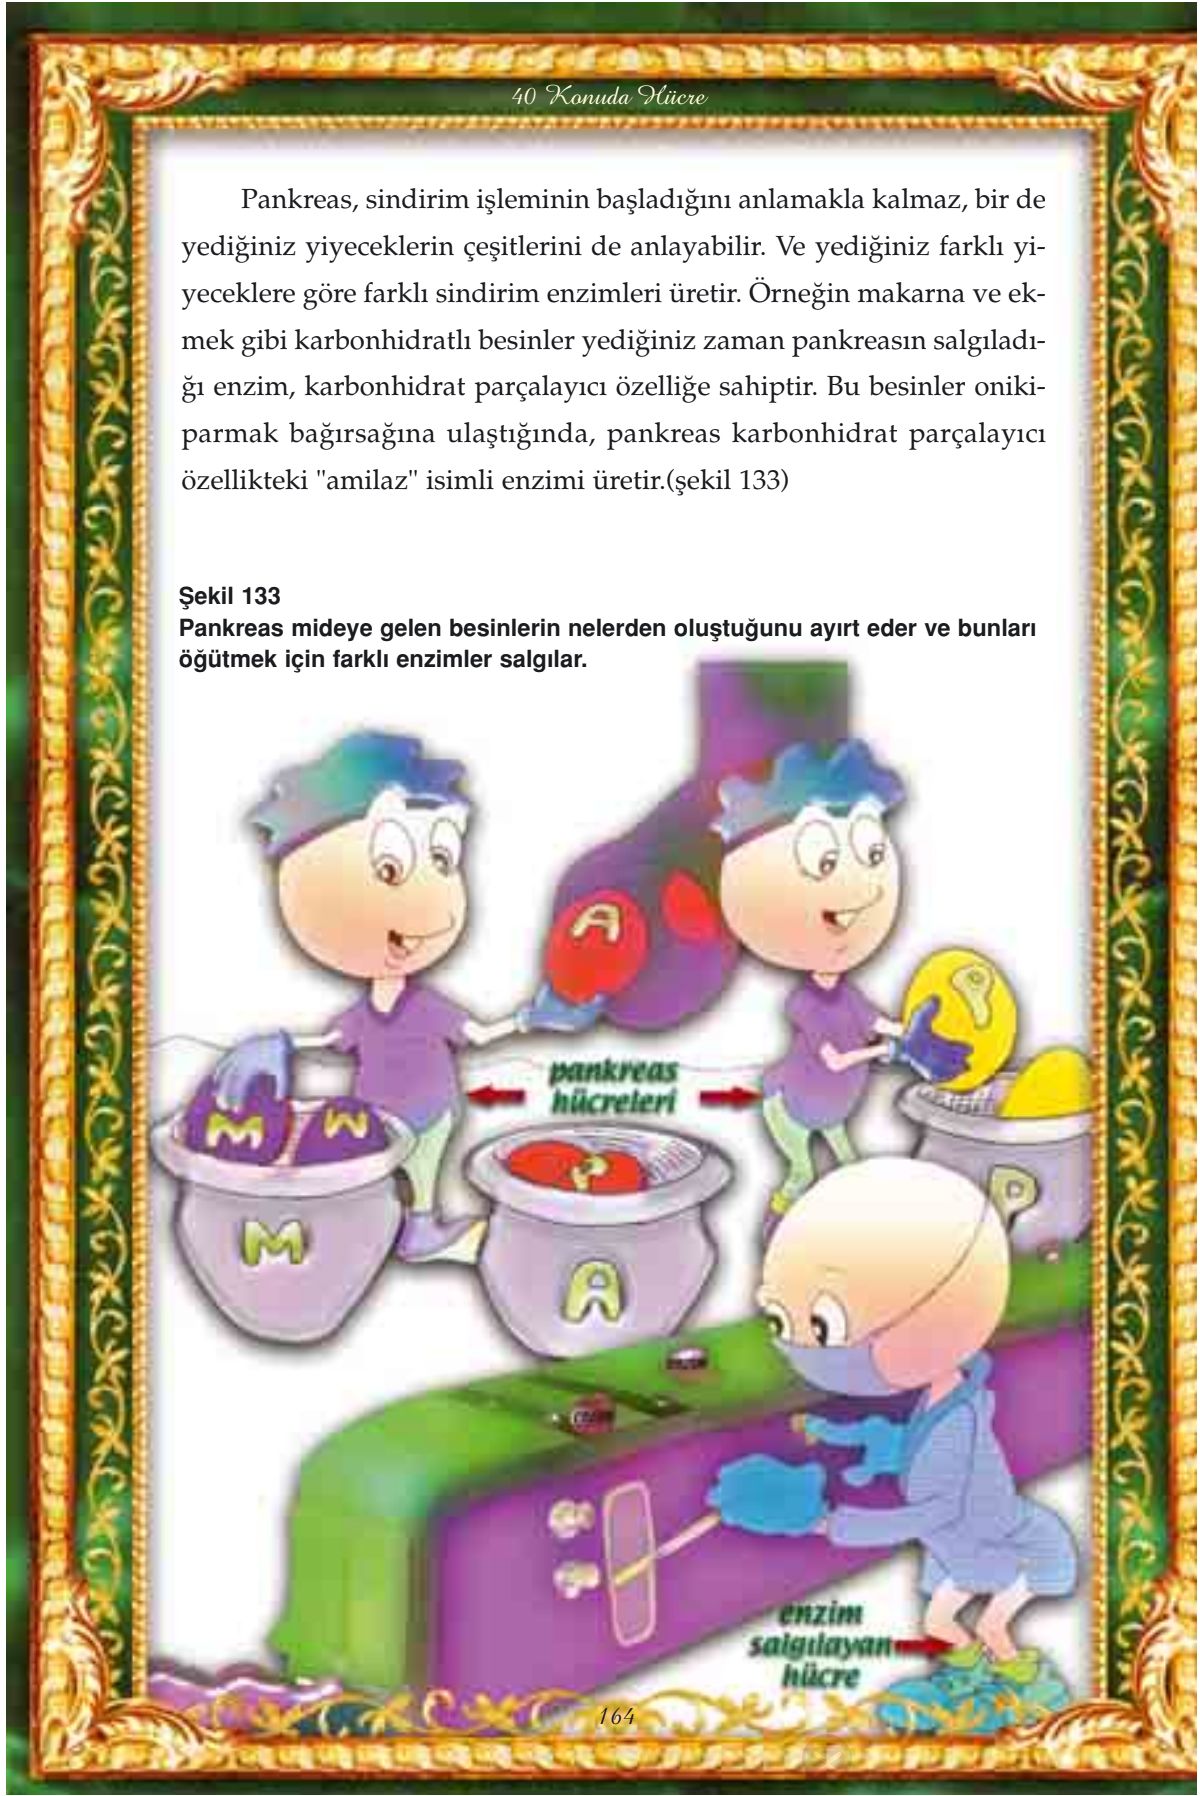 40 Konuda Hücre
Pankreas, sindirim işleminin başladığını anlamakla kalmaz, bir de
yediğiniz yiyeceklerin çeşitlerini de anlayabilir. Ve yediğiniz farklı yi-
yeceklere göre farklı sindirim enzimleri üretir. Örneğin makarna ve ek-
mek gibi karbonhidratlı besinler yediğiniz zaman pankreasın salgıladı-
ğı enzim, karbonhidrat parçalayıcı özelliğe sahiptir. Bu besinler oniki-
parmak bağırsağına ulaştığında, pankreas karbonhidrat parçalayıcı
özellikteki "amilaz" isimli enzimi üretir.(şekil 133)
Şekil 133
Pankreas mideye gelen besinlerin nelerden oluştuğunu ayırt eder ve bunları
öğütmek için farklı enzimler salgılar.
A
P
pankreas
hücreleri
M M
P
M
A
enzim
salgılayan
hücre
164